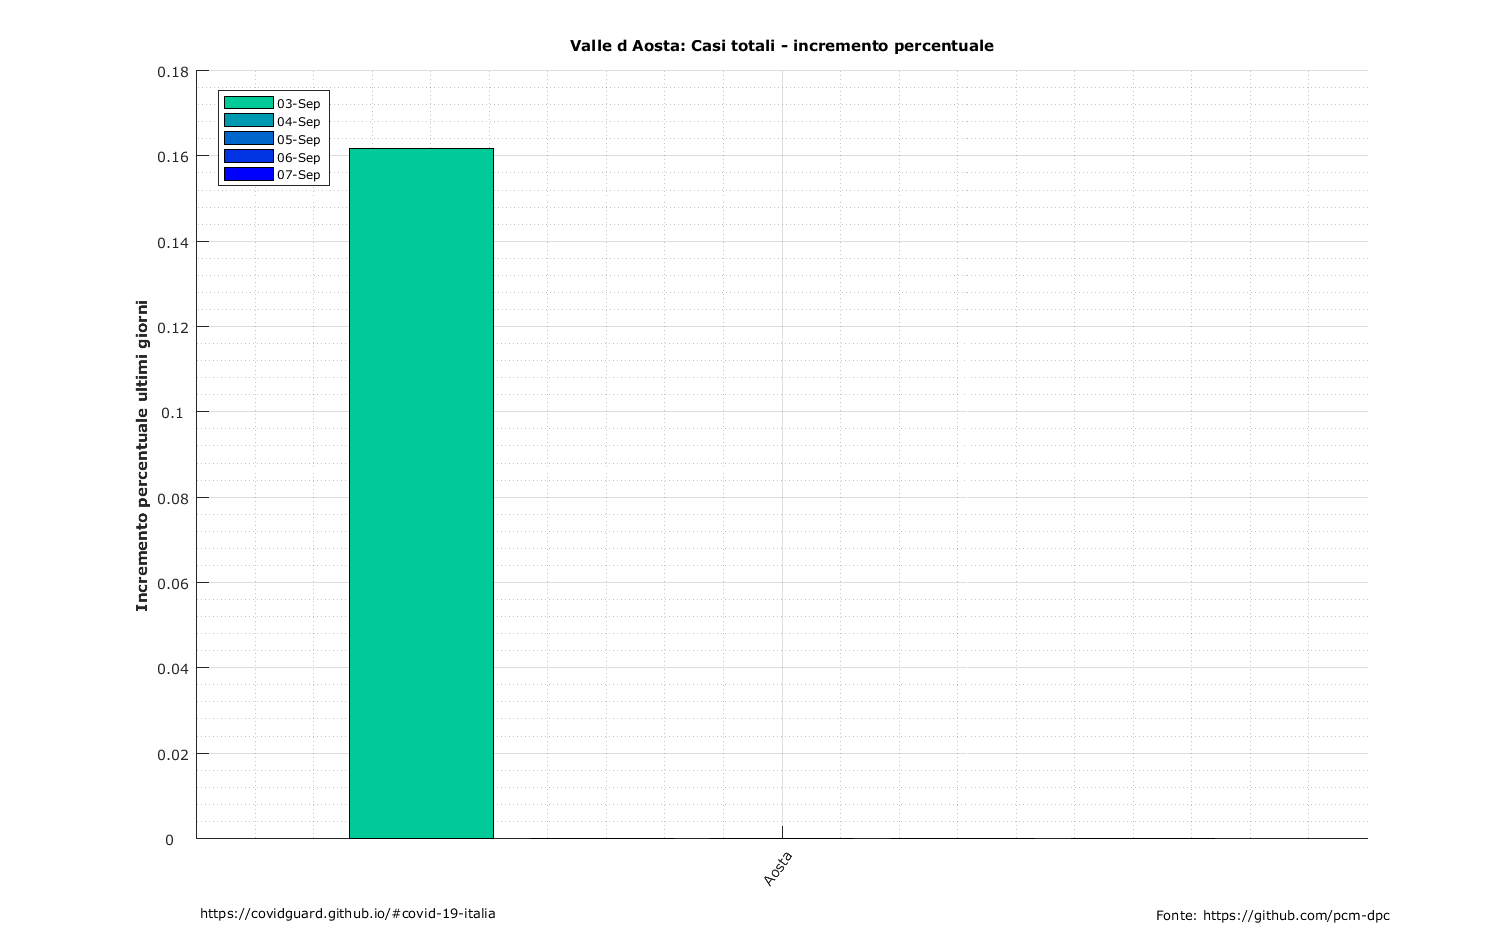 Valle d Aosta: Casi totali - incremento percentuale
03-Sep
04-Sep
05-Sep
06-Sep
07-Sep
0.18
0.16
0.14
0.12
0.1
0.08
0.06
0.04
0.02
0
Incremento percentuale ultimi giorni
Aosta
https://covidguard.github.io/#covid-19-italia
Fonte: https://github.com/pcm-dpc